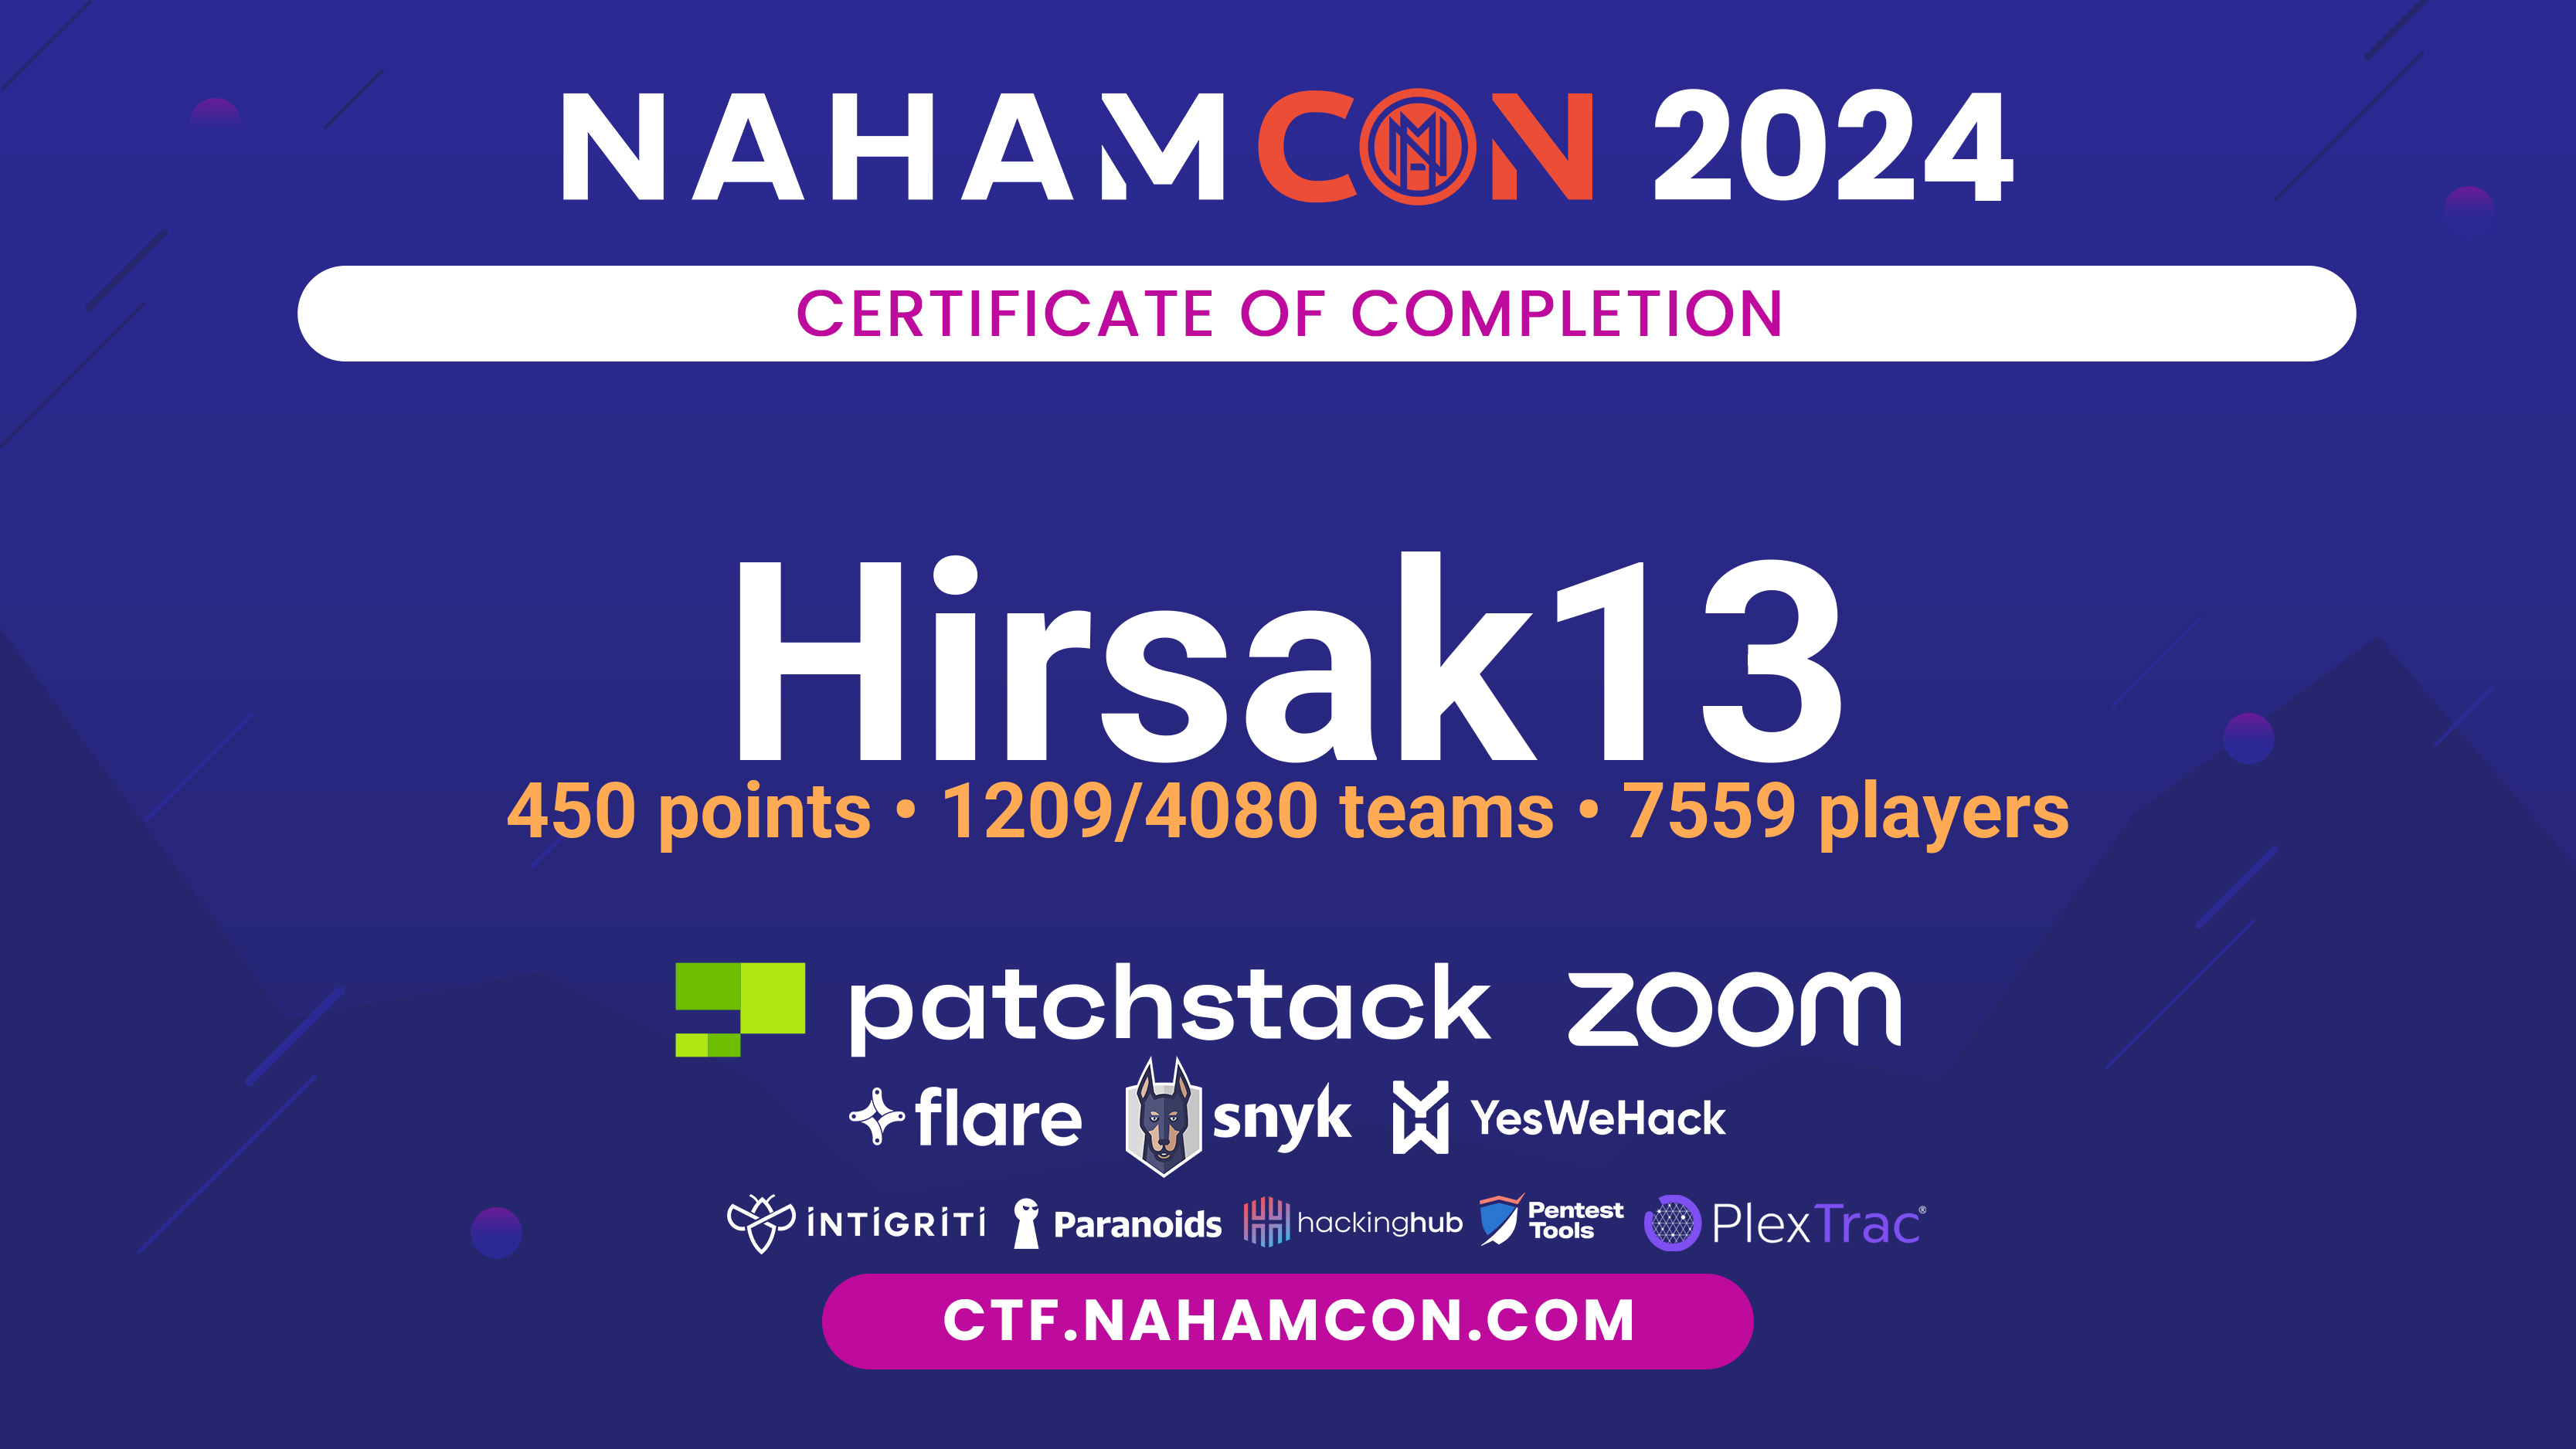 NAHAMCON 2024
CERTIFICATE OF COMPLETION
Hirsak13
450 points • 1209/4080 teams • 7559 players
patchstack zoom
flare snyk YesWeHack
INTIGRITI Paranoids hackinghub Pentest Tools PlexTrac®
CTF.NAHAMCON.COM